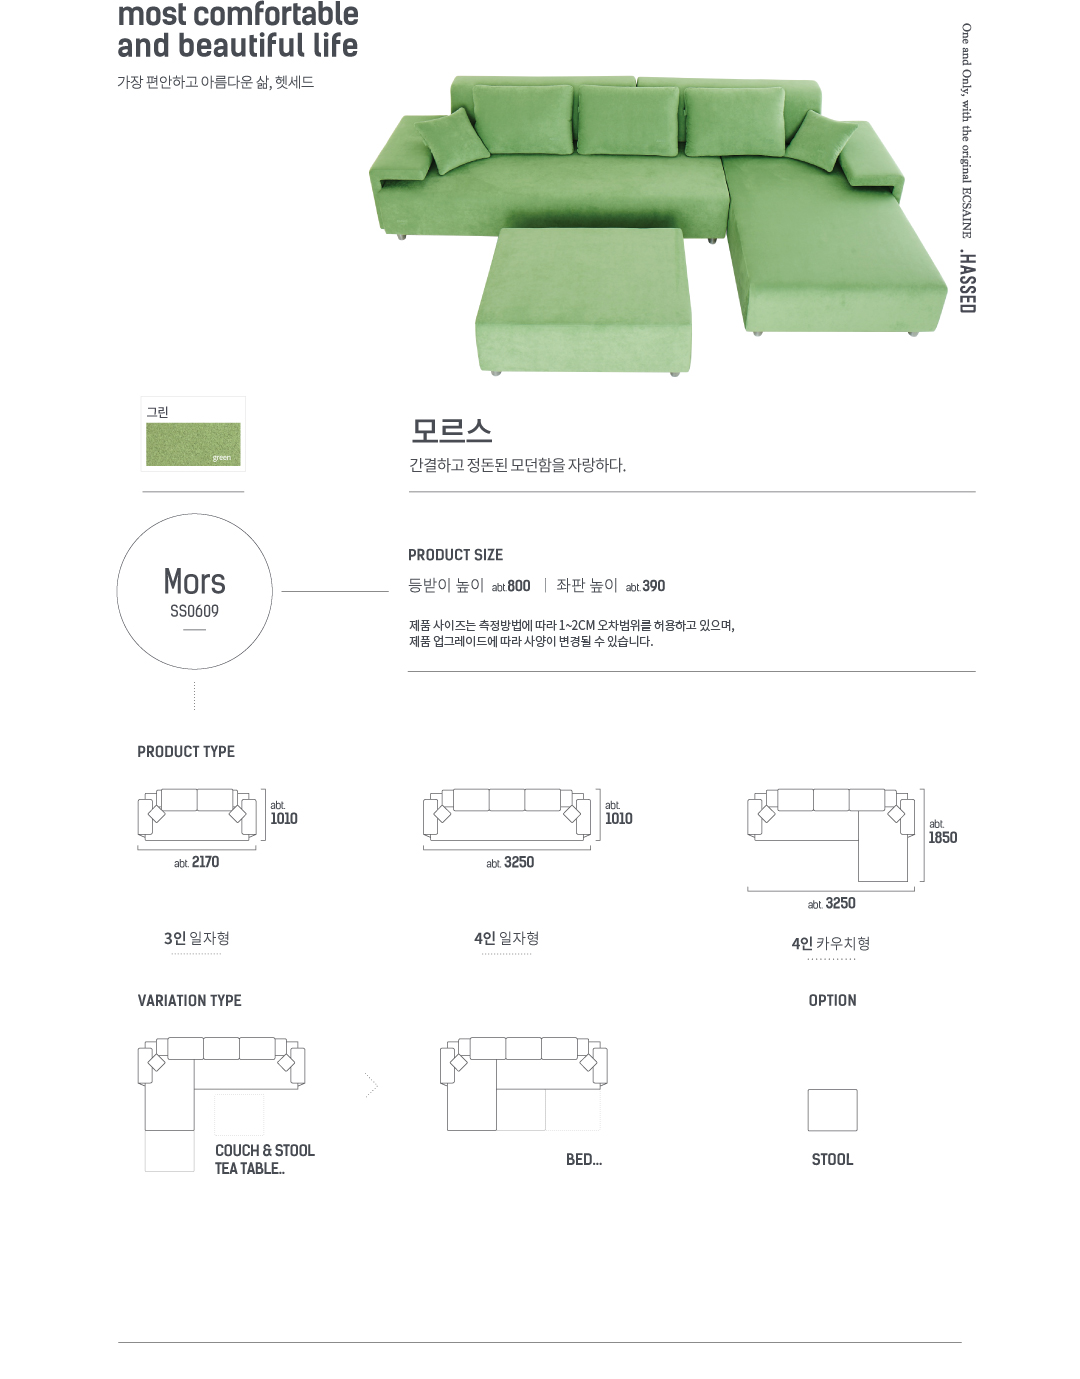 most comfortable
and beautiful life
가장 편안하고 아름다운 삶, 헷세드
One and Only, with the original ECSAINE .HASSED
그린
green
모르스
간결하고 정돈된 모던함을 자랑하다.
Mors
SS0609
PRODUCT SIZE
등받이 높이 abt.800 | 좌판 높이 abt.390
제품 사이즈는 측정방법에 따라 1~2CM 오차범위를 허용하고 있으며,
제품 업그레이드에 따라 사양이 변경될 수 있습니다.
PRODUCT TYPE
abt.
1010
abt. 2170
3인 일자형
abt.
1010
abt. 3250
4인 일자형
abt.
1850
abt. 3250
4인 카우치형
VARIATION TYPE
COUCH & STOOL
TEA TABLE..
BED...
OPTION
STOOL